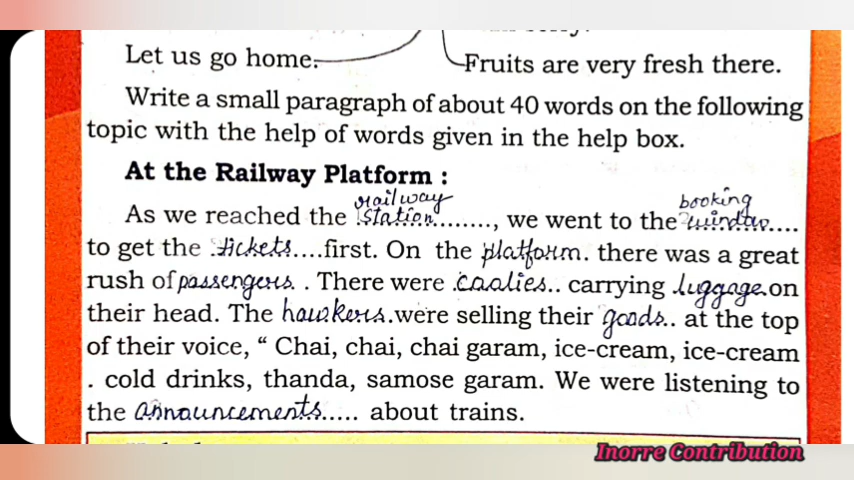 Let us go home.
Fruits are very fresh there.
Write a small paragraph of about 40 words on the following
topic with the help of words given in the help box.
At the Railway Platform :
As we reached the railway station........, we went to the booking window....
to get the tickets....first. On the platform. there was a great
rush of passengers. . There were coolies.. carrying luggage.on
their head. The hawkers.were selling their goods.. at the top
of their voice, “ Chai, chai, chai garam, ice-cream, ice-cream
. cold drinks, thanda, samose garam. We were listening to
the announcements..... about trains.
Inorre Contribution